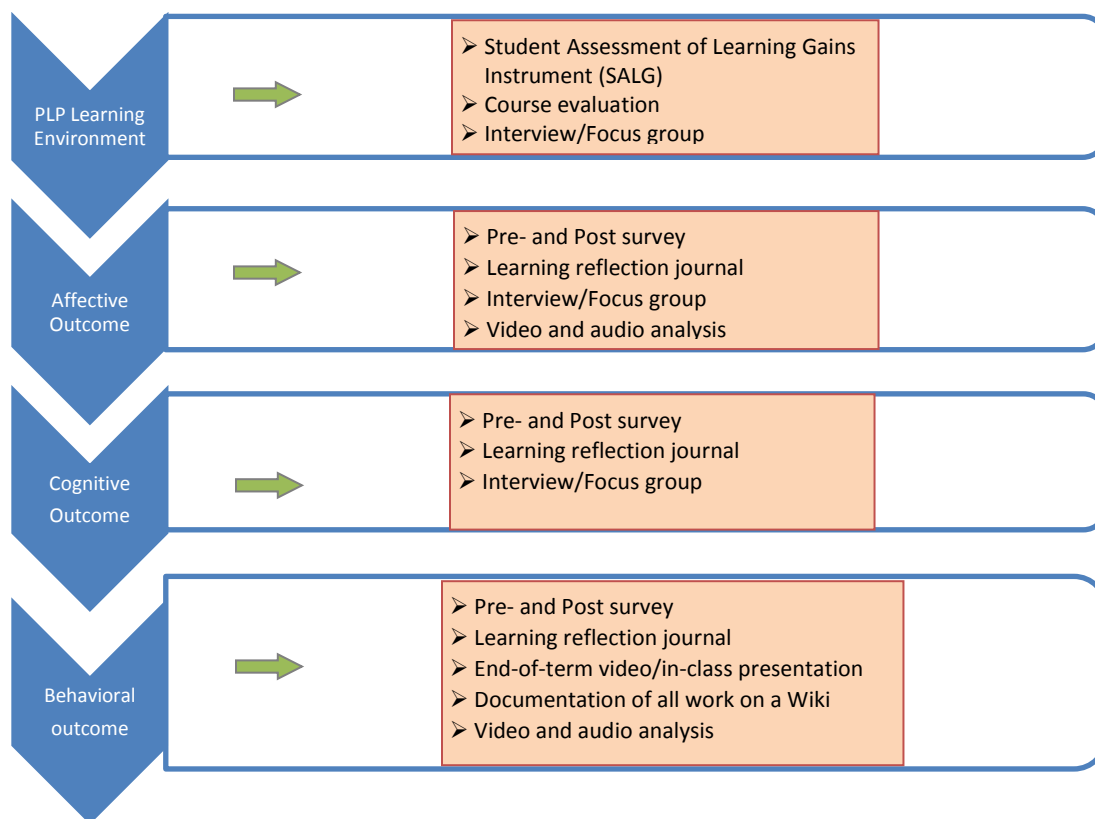 PLP Learning
Environment
➢ Student Assessment of Learning Gains
Instrument (SALG)
➢ Course evaluation
➢ Interview/Focus group
Affective
Outcome
➢ Pre- and Post survey
➢ Learning reflection journal
➢ Interview/Focus group
➢ Video and audio analysis
Cognitive
Outcome
➢ Pre- and Post survey
➢ Learning reflection journal
➢ Interview/Focus group
Behavioral
outcome
➢ Pre- and Post survey
➢ Learning reflection journal
➢ End-of-term video/in-class presentation
➢ Documentation of all work on a Wiki
➢ Video and audio analysis